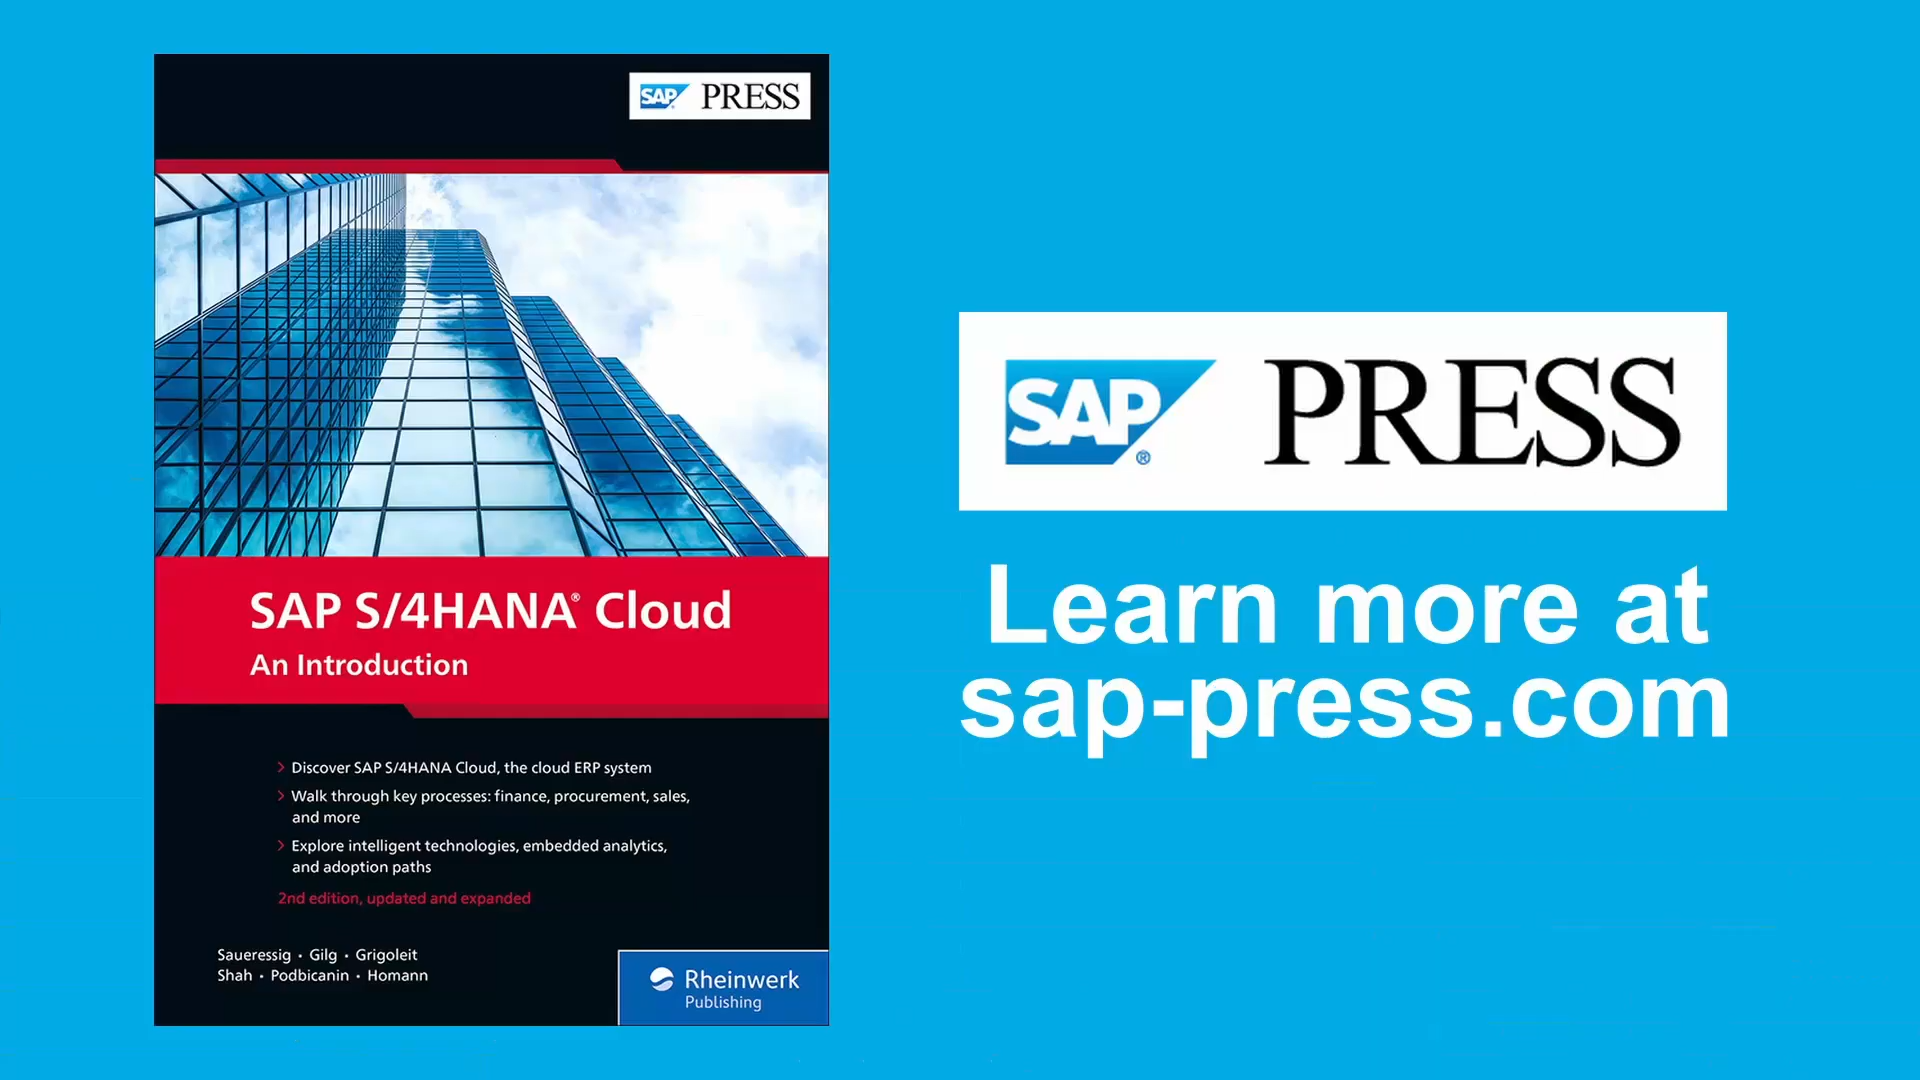 SAP PRESS
SAP S/4HANA® Cloud
An Introduction
> Discover SAP S/4HANA Cloud, the cloud ERP system
> Walk through key processes: finance, procurement, sales,
and more
> Explore intelligent technologies, embedded analytics,
and adoption paths
2nd edition, updated and expanded
Saueressig • Gilg • Grigoleit
Shah • Podbicanin • Homann
Rheinwerk
Publishing
SAP® PRESS
Learn more at
sap-press.com